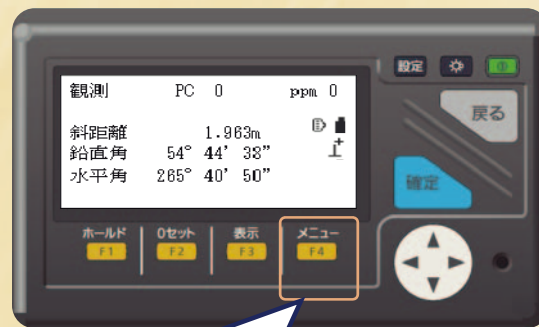 設定
観測 PC 0 ppm 0
斜距離 1.963m
鉛直角 54° 44' 38"
水平角 265° 40' 50"
戻る
確定
ホールド 0セット 表示 メニュー
F1 F2 F3 F4